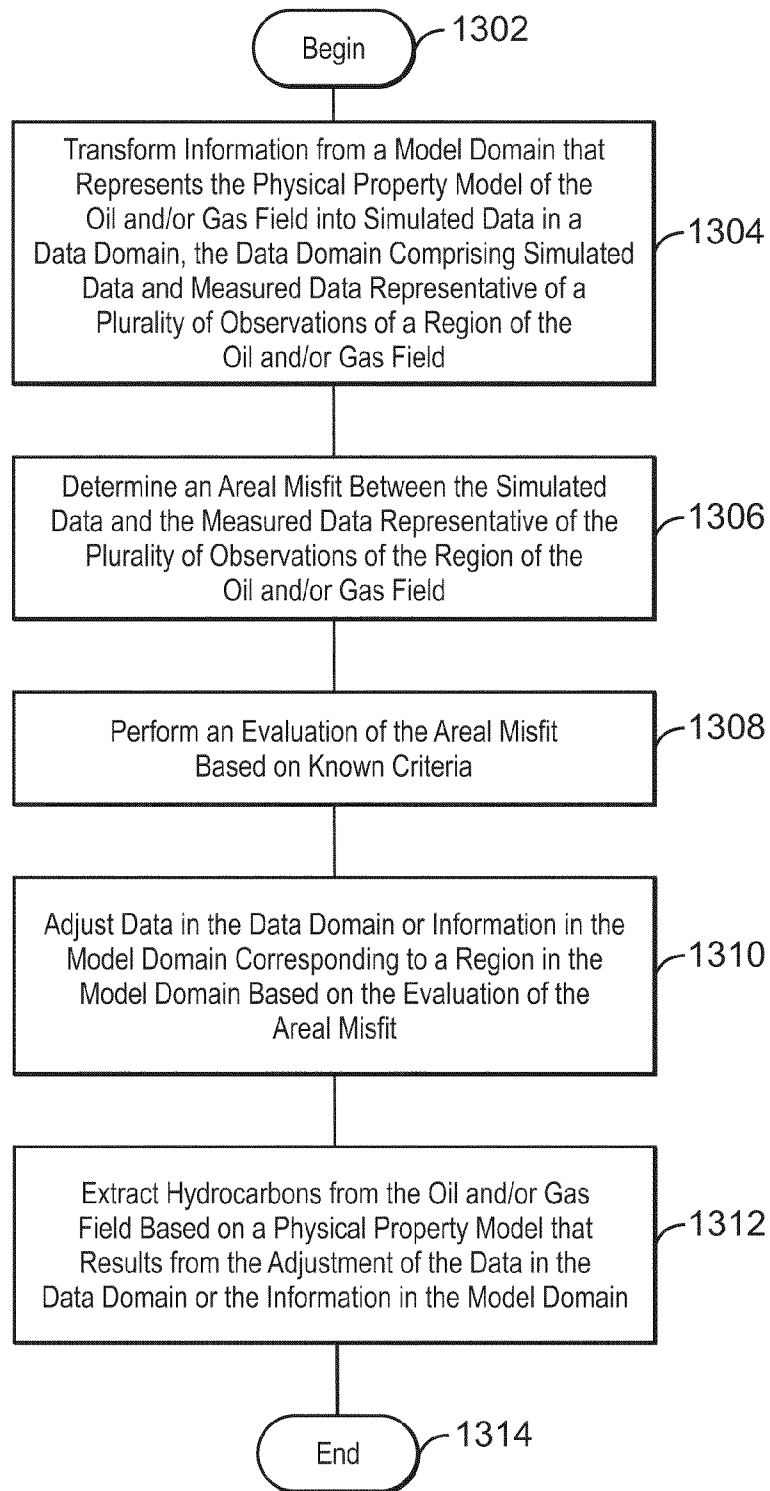 Begin
1302
Transform Information from a Model Domain that
Represents the Physical Property Model of the
Oil and/or Gas Field into Simulated Data in a
Data Domain, the Data Domain Comprising Simulated
Data and Measured Data Representative of a
Plurality of Observations of a Region of the
Oil and/or Gas Field
1304
Determine an Areal Misfit Between the Simulated
Data and the Measured Data Representative of the
Plurality of Observations of the Region of the
Oil and/or Gas Field
1306
Perform an Evaluation of the Areal Misfit
Based on Known Criteria
1308
Adjust Data in the Data Domain or Information in the
Model Domain Corresponding to a Region in the
Model Domain Based on the Evaluation of the
Areal Misfit
1310
Extract Hydrocarbons from the Oil and/or Gas
Field Based on a Physical Property Model that
Results from the Adjustment of the Data in the
Data Domain or the Information in the Model Domain
1312
End
1314